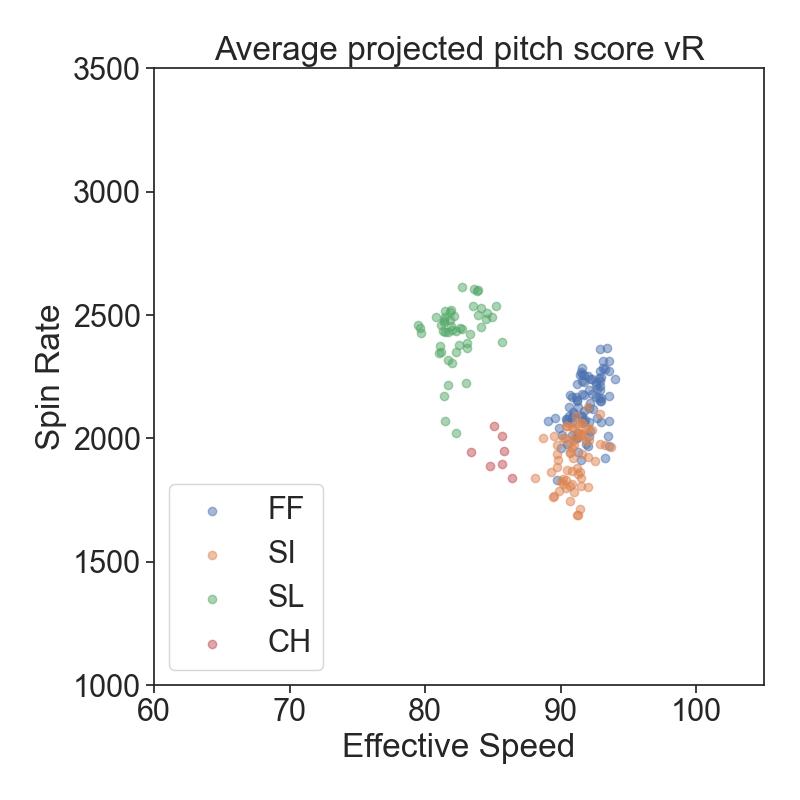 Average projected pitch score vR
3500
3000
2500
2000
1500
1000
Spin Rate
FF
SI
SL
CH
60 70 80 90 100
Effective Speed